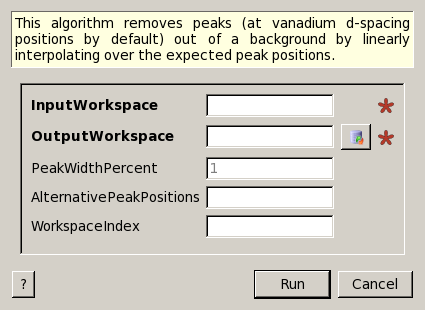 This algorithm removes peaks (at vanadium d-spacing
positions by default) out of a background by linearly
interpolating over the expected peak positions.
InputWorkspace *
OutputWorkspace *
PeakWidthPercent 1
AlternativePeakPositions
WorkspaceIndex
? Run Cancel